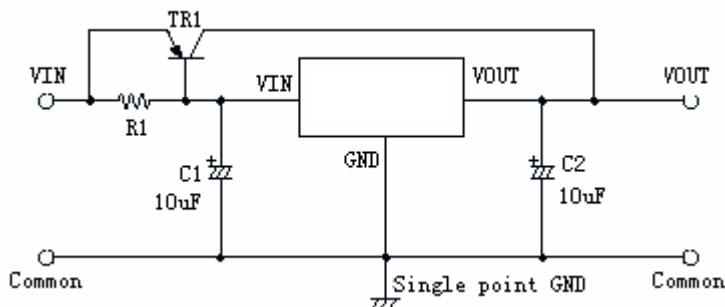 TR1
VIN
VIN
VOUT
VOUT
R1
GND
C1
10uF
C2
10uF
Common
Single point GND
Common